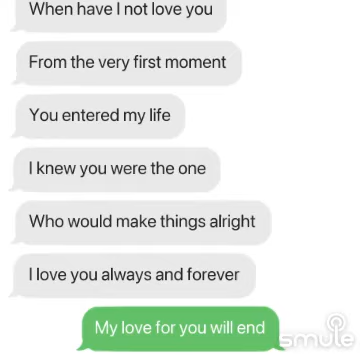 When have I not love you
From the very first moment
You entered my life
I knew you were the one
Who would make things alright
I love you always and forever
My love for you will end
smule